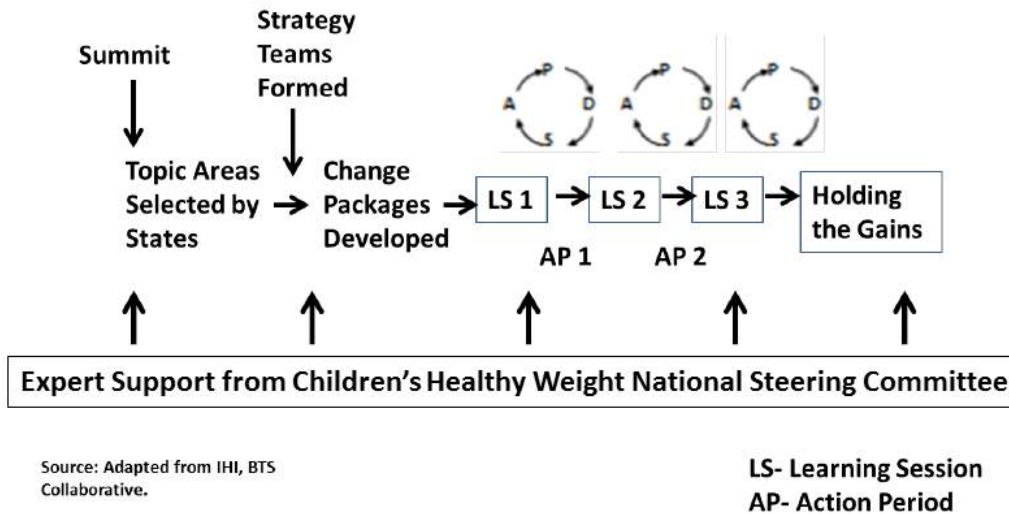 Summit
Strategy
Teams
Formed
P
A D
S
P
A D
S
P
A D
S
Topic Areas
Selected by
States
Change
Packages
Developed
LS 1
LS 2
LS 3
Holding
the Gains
AP 1
AP 2
Expert Support from Children's Healthy Weight National Steering Committee
Source: Adapted from IHI, BTS
Collaborative.
LS- Learning Session
AP- Action Period